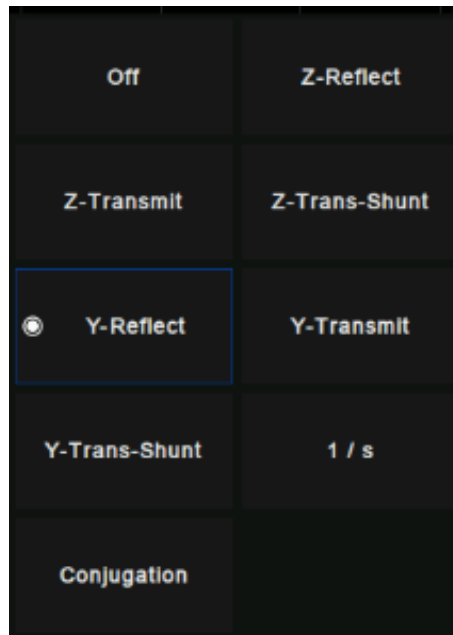 Off
Z-Reflect
Z-Transmit
Z-Trans-Shunt
Y-Reflect
Y-Transmit
Y-Trans-Shunt
1 / s
Conjugation